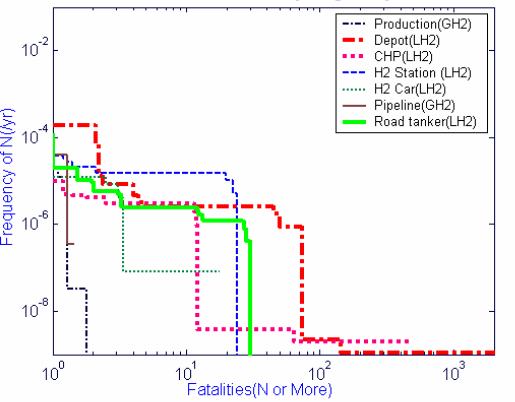 Production(GH2)
Depot(LH2)
CHP(LH2)
H2 Station (LH2)
H2 Car(LH2)
Pipeline(GH2)
Road tanker(LH2)
Frequency of N(/yr)
10^-2
10^-4
10^-6
10^-8
10^0
10^1
10^2
10^3
Fatalities(N or More)